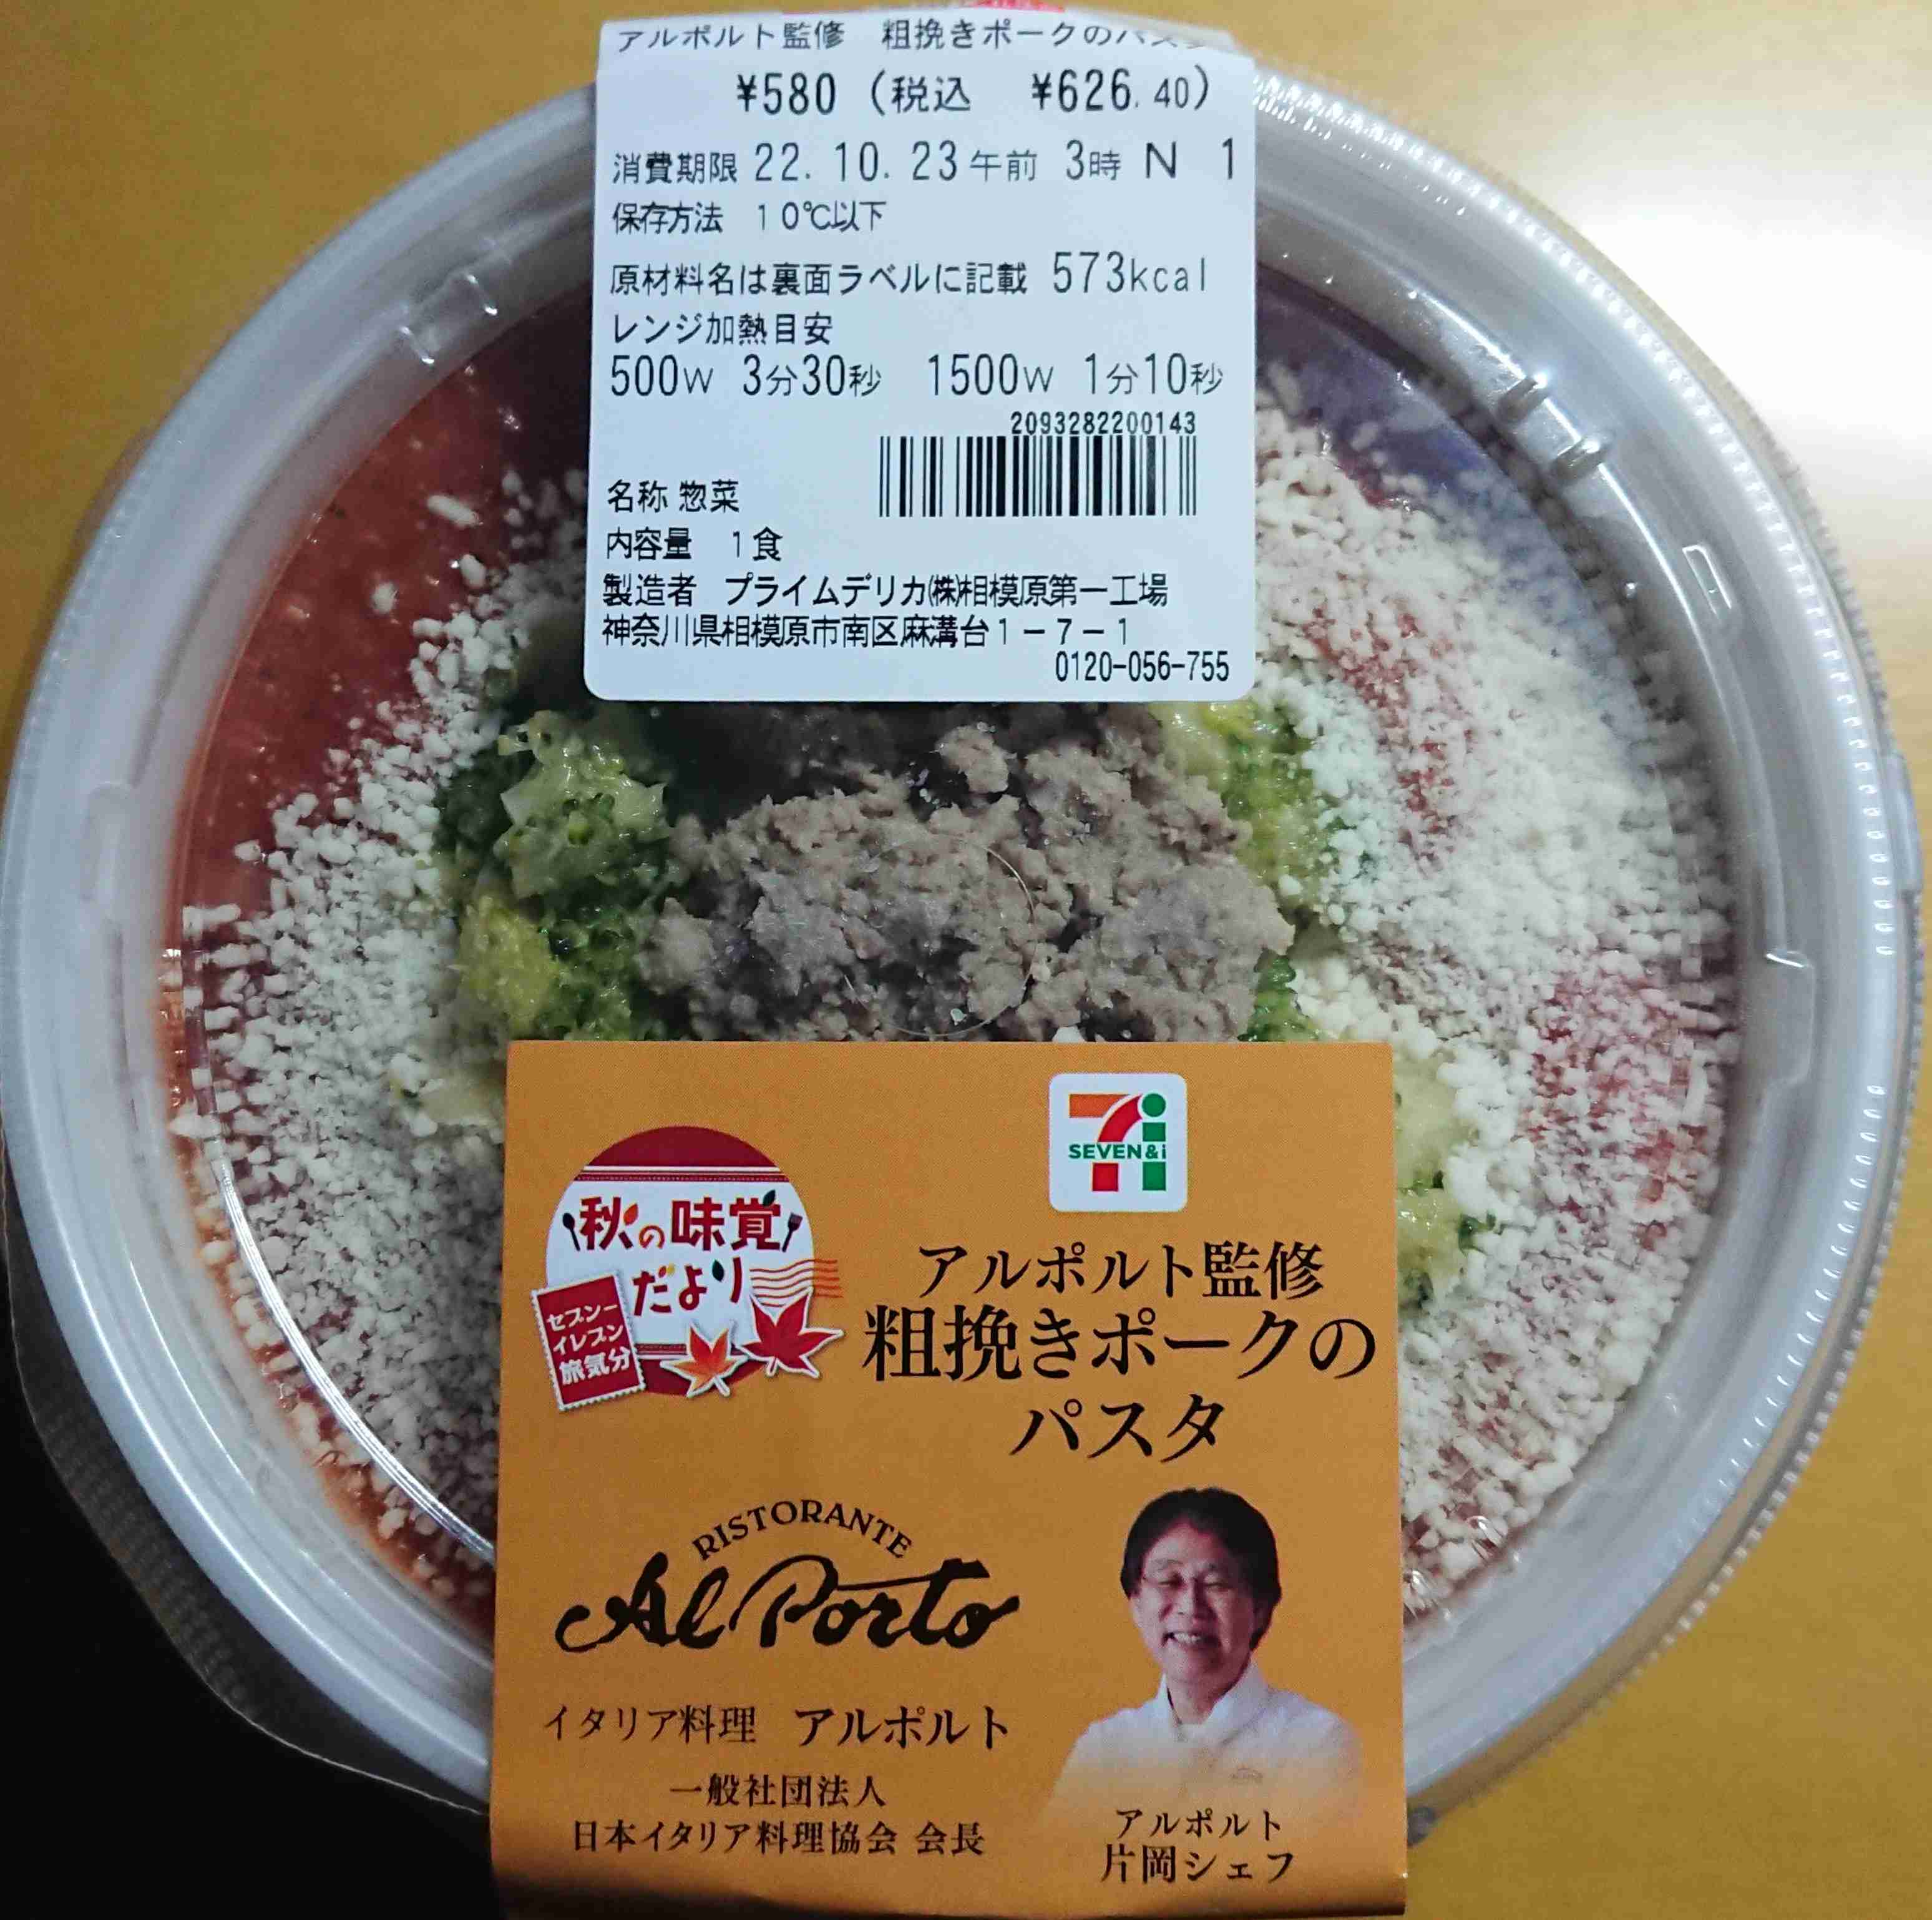 アルポルト監修 粗挽きポークのパスタ
¥580 (税込 ¥626.40)
消費期限 22.10.23午前 3時 N 1
保存方法 10℃以下
原材料名は裏面ラベルに記載 573kcal
レンジ加熱目安
500W 3分30秒 1500W 1分10秒
2093282200143
名称 惣菜
内容量 1食
製造者 プライムデリカ㈱相模原第一工場
神奈川県相模原市南区麻溝台1-7-1
0120-056-755
SEVEN&i
秋の味覚
だより
セブン-
イレブン
旅気分
アルポルト監修
粗挽きポークの
パスタ
RISTORANTE
Al Porto
イタリア料理 アルポルト
一般社団法人
日本イタリア料理協会 会長
アルポルト
片岡シェフ